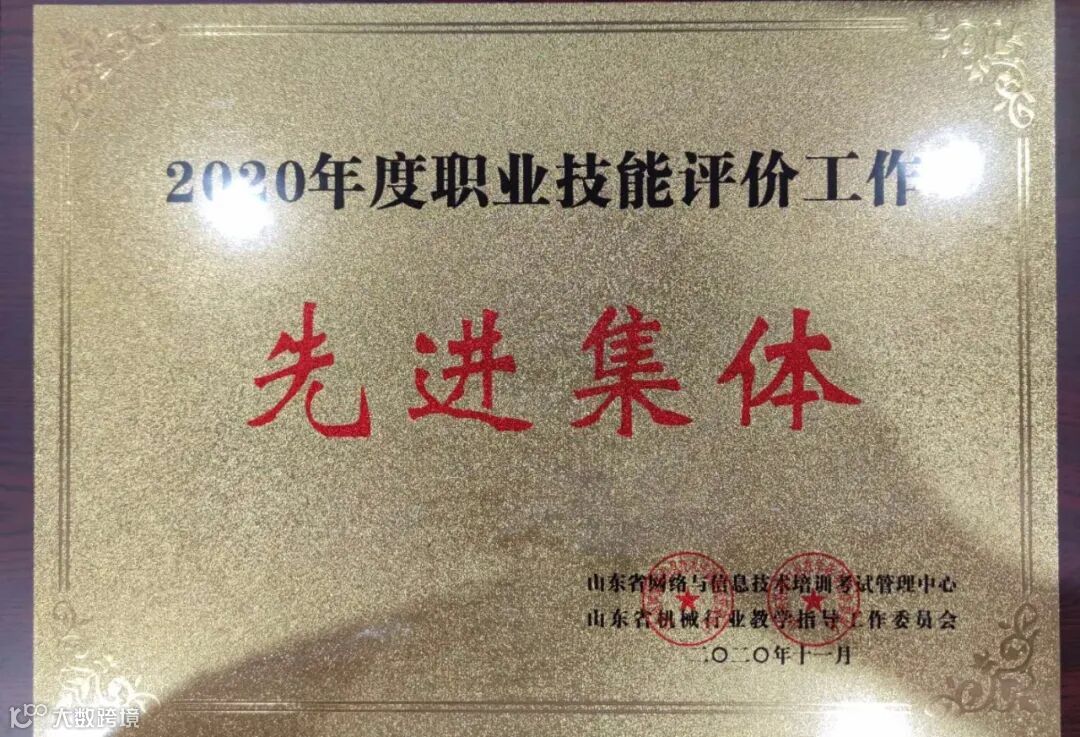 2020年度职业技能评价工作
先进集体
山东省网络与信息技术培训考试管理中心
山东省机械行业教学指导工作委员会
二〇二〇年十一月
大数跨境